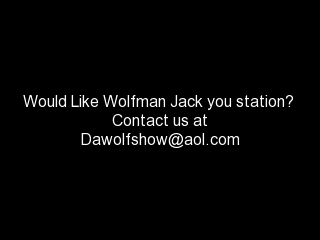 Would Like Wolfman Jack you station?
Contact us at
Dawolfshow@aol.com